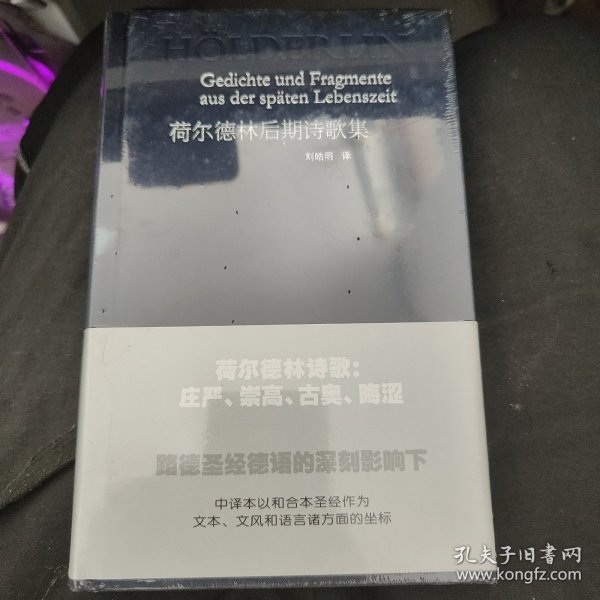 HÖLDERLIN
Gedichte und Fragmente
aus der späten Lebenszeit
荷尔德林后期诗歌集
刘皓明 译
荷尔德林诗歌：
庄严、崇高、古奥、晦涩
路德圣经德语的深刻影响下
中译本以和合本圣经作为
文本、文风和语言诸方面的坐标
孔夫子旧书网
www.kongfz.com